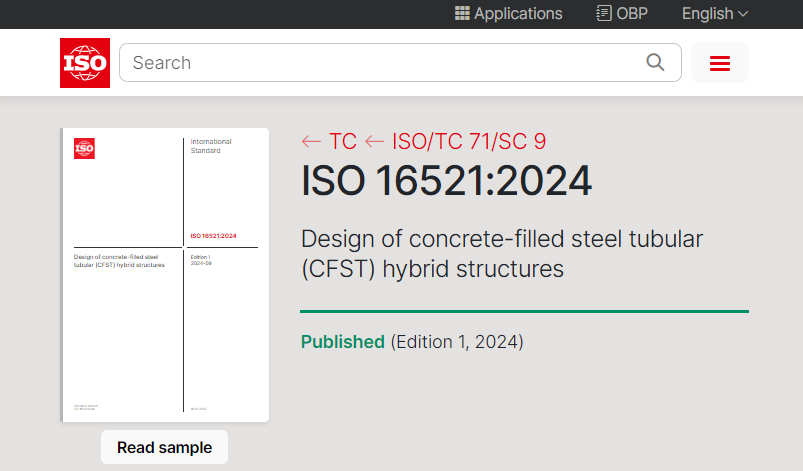 Applications
OBP
English
ISO
Search
ISO
International
Standard
ISO 16521:2024
Design of concrete-filled steel
tubular (CFST) hybrid structures
Edition 1
2024-09
Read sample
← TC ← ISO/TC 71/SC 9
ISO 16521:2024
Design of concrete-filled steel tubular
(CFST) hybrid structures
Published (Edition 1, 2024)